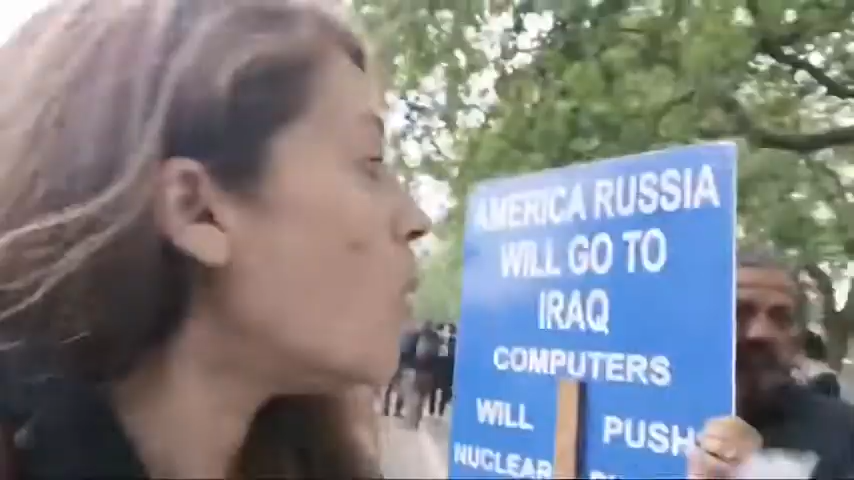 AMERICA RUSSIA
WILL GO TO
IRAQ
COMPUTERS
WILL PUSH
NUCLEAR